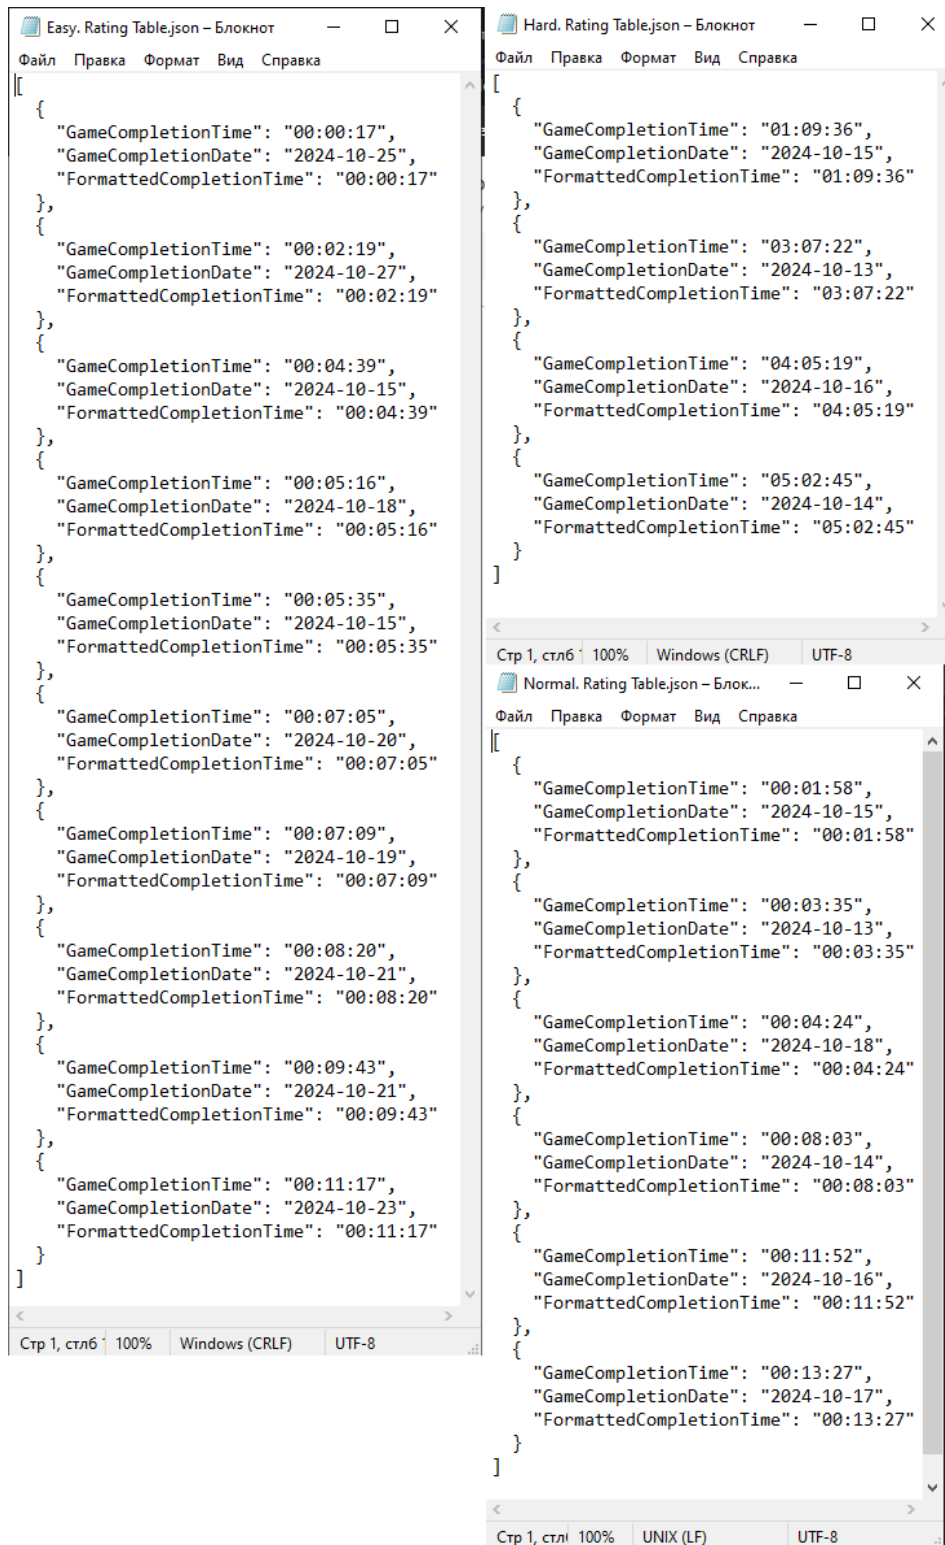 Easy. Rating Table.json – Блокнот
Файл Правка Формат Вид Справка
[
  {
    "GameCompletionTime": "00:00:17",
    "GameCompletionDate": "2024-10-25",
    "FormattedCompletionTime": "00:00:17"
  },
  {
    "GameCompletionTime": "00:02:19",
    "GameCompletionDate": "2024-10-27",
    "FormattedCompletionTime": "00:02:19"
  },
  {
    "GameCompletionTime": "00:04:39",
    "GameCompletionDate": "2024-10-15",
    "FormattedCompletionTime": "00:04:39"
  },
  {
    "GameCompletionTime": "00:05:16",
    "GameCompletionDate": "2024-10-18",
    "FormattedCompletionTime": "00:05:16"
  },
  {
    "GameCompletionTime": "00:05:35",
    "GameCompletionDate": "2024-10-15",
    "FormattedCompletionTime": "00:05:35"
  },
  {
    "GameCompletionTime": "00:07:05",
    "GameCompletionDate": "2024-10-20",
    "FormattedCompletionTime": "00:07:05"
  },
  {
    "GameCompletionTime": "00:07:09",
    "GameCompletionDate": "2024-10-19",
    "FormattedCompletionTime": "00:07:09"
  },
  {
    "GameCompletionTime": "00:08:20",
    "GameCompletionDate": "2024-10-21",
    "FormattedCompletionTime": "00:08:20"
  },
  {
    "GameCompletionTime": "00:09:43",
    "GameCompletionDate": "2024-10-21",
    "FormattedCompletionTime": "00:09:43"
  },
  {
    "GameCompletionTime": "00:11:17",
    "GameCompletionDate": "2024-10-23",
    "FormattedCompletionTime": "00:11:17"
  }
]
Стр 1, стлб 100% Windows (CRLF) UTF-8
Hard. Rating Table.json – Блокнот
Файл Правка Формат Вид Справка
[
  {
    "GameCompletionTime": "01:09:36",
    "GameCompletionDate": "2024-10-15",
    "FormattedCompletionTime": "01:09:36"
  },
  {
    "GameCompletionTime": "03:07:22",
    "GameCompletionDate": "2024-10-13",
    "FormattedCompletionTime": "03:07:22"
  },
  {
    "GameCompletionTime": "04:05:19",
    "GameCompletionDate": "2024-10-16",
    "FormattedCompletionTime": "04:05:19"
  },
  {
    "GameCompletionTime": "05:02:45",
    "GameCompletionDate": "2024-10-14",
    "FormattedCompletionTime": "05:02:45"
  }
]
Стр 1, стлб 100% Windows (CRLF) UTF-8
Normal. Rating Table.json – Блок...
Файл Правка Формат Вид Справка
[
  {
    "GameCompletionTime": "00:01:58",
    "GameCompletionDate": "2024-10-15",
    "FormattedCompletionTime": "00:01:58"
  },
  {
    "GameCompletionTime": "00:03:35",
    "GameCompletionDate": "2024-10-13",
    "FormattedCompletionTime": "00:03:35"
  },
  {
    "GameCompletionTime": "00:04:24",
    "GameCompletionDate": "2024-10-18",
    "FormattedCompletionTime": "00:04:24"
  },
  {
    "GameCompletionTime": "00:08:03",
    "GameCompletionDate": "2024-10-14",
    "FormattedCompletionTime": "00:08:03"
  },
  {
    "GameCompletionTime": "00:11:52",
    "GameCompletionDate": "2024-10-16",
    "FormattedCompletionTime": "00:11:52"
  },
  {
    "GameCompletionTime": "00:13:27",
    "GameCompletionDate": "2024-10-17",
    "FormattedCompletionTime": "00:13:27"
  }
]
Стр 1, стл 100% UNIX (LF) UTF-8